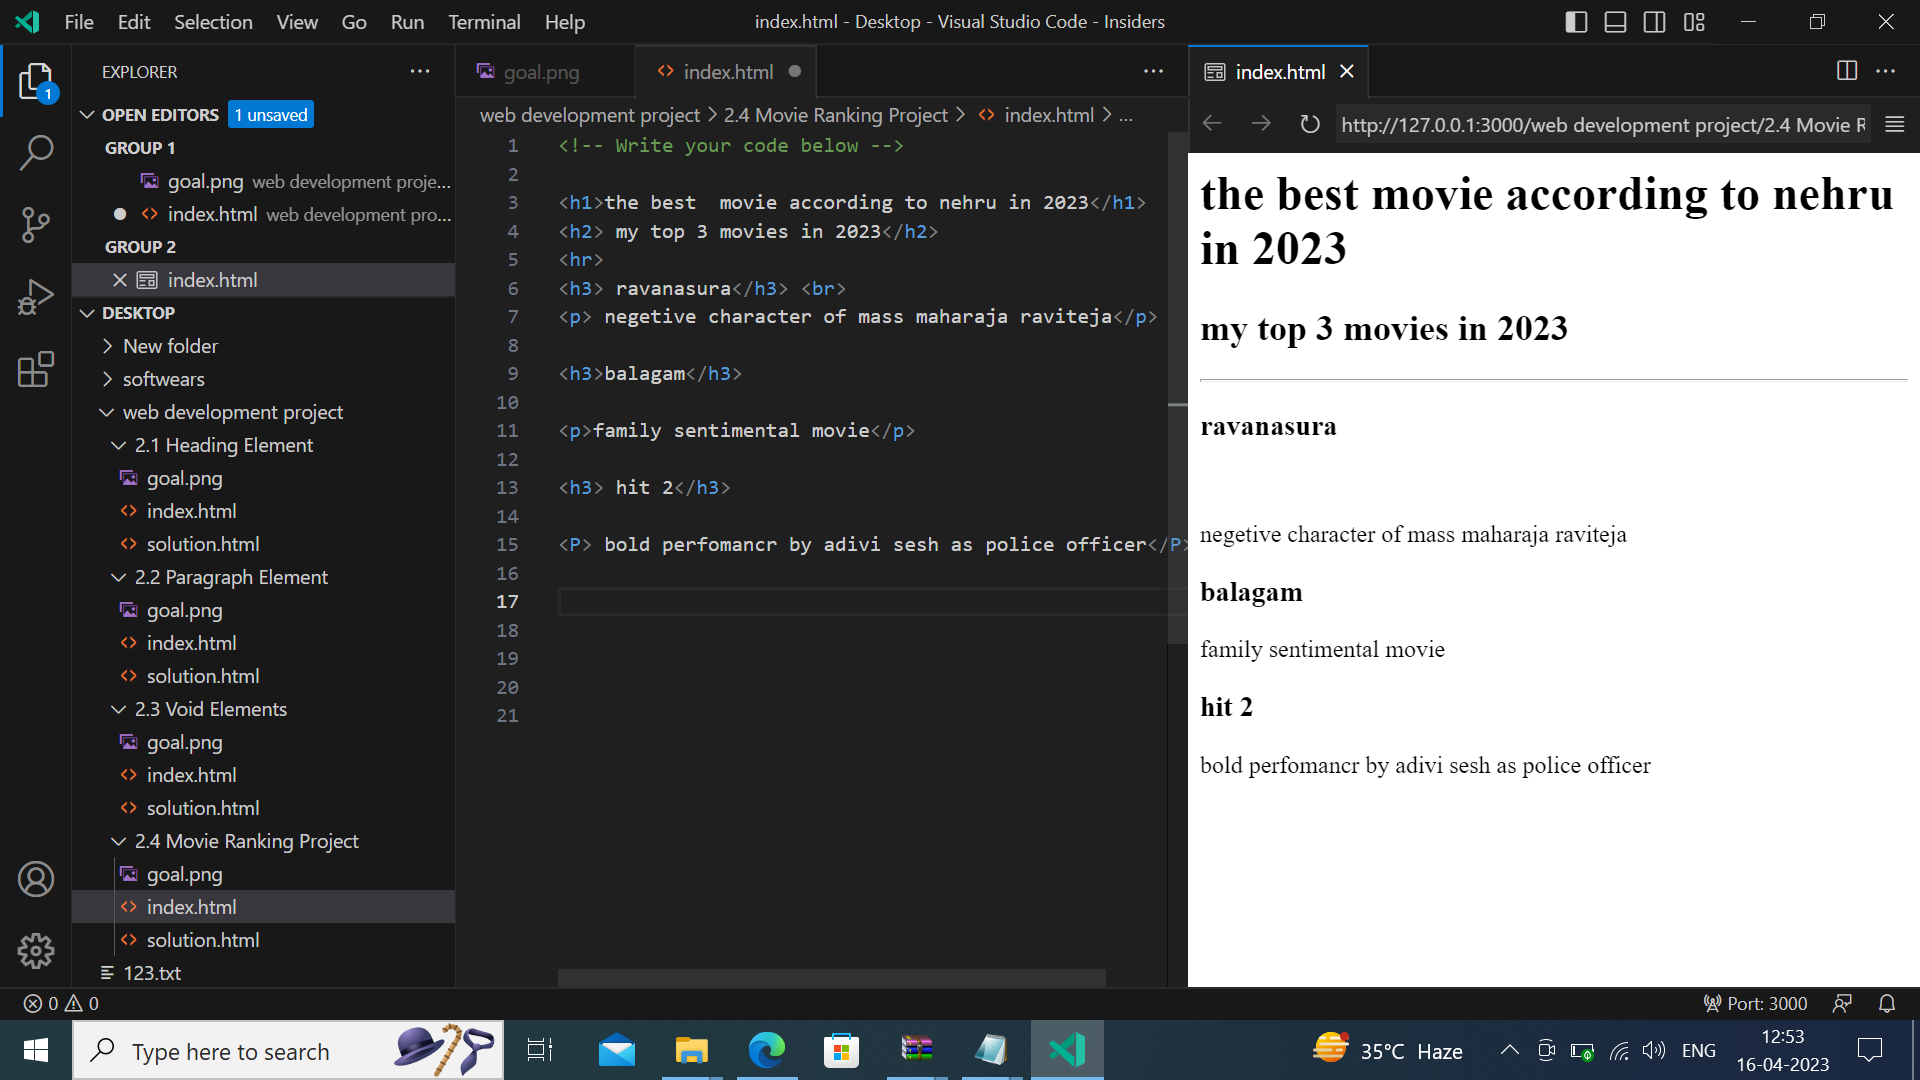 File Edit Selection View Go Run Terminal Help
index.html - Desktop - Visual Studio Code - Insiders
EXPLORER
OPEN EDITORS 1 unsaved
GROUP 1
goal.png web development proje...
index.html web development pro...
GROUP 2
index.html
DESKTOP
New folder
softwears
web development project
2.1 Heading Element
goal.png
index.html
solution.html
2.2 Paragraph Element
goal.png
index.html
solution.html
2.3 Void Elements
goal.png
index.html
solution.html
2.4 Movie Ranking Project
goal.png
index.html
solution.html
123.txt
1
goal.png
index.html
web development project > 2.4 Movie Ranking Project > index.html > ...
1 <!-- Write your code below -->
2
3 <h1>the best  movie according to nehru in 2023</h1>
4 <h2> my top 3 movies in 2023</h2>
5 <hr>
6 <h3> ravanasura</h3> <br>
7 <p> negetive character of mass maharaja raviteja</p>
8
9 <h3>balagam</h3>
10
11 <p>family sentimental movie</p>
12
13 <h3> hit 2</h3>
14
15 <P> bold perfomancr by adivi sesh as police officer</P>
16
17
18
19
20
21
index.html
http://127.0.0.1:3000/web development project/2.4 Movie R
the best movie according to nehru
in 2023
my top 3 movies in 2023
ravanasura
negetive character of mass maharaja raviteja
balagam
family sentimental movie
hit 2
bold perfomancr by adivi sesh as police officer
0 0
Port: 3000
Type here to search
35°C Haze
ENG
12:53
16-04-2023